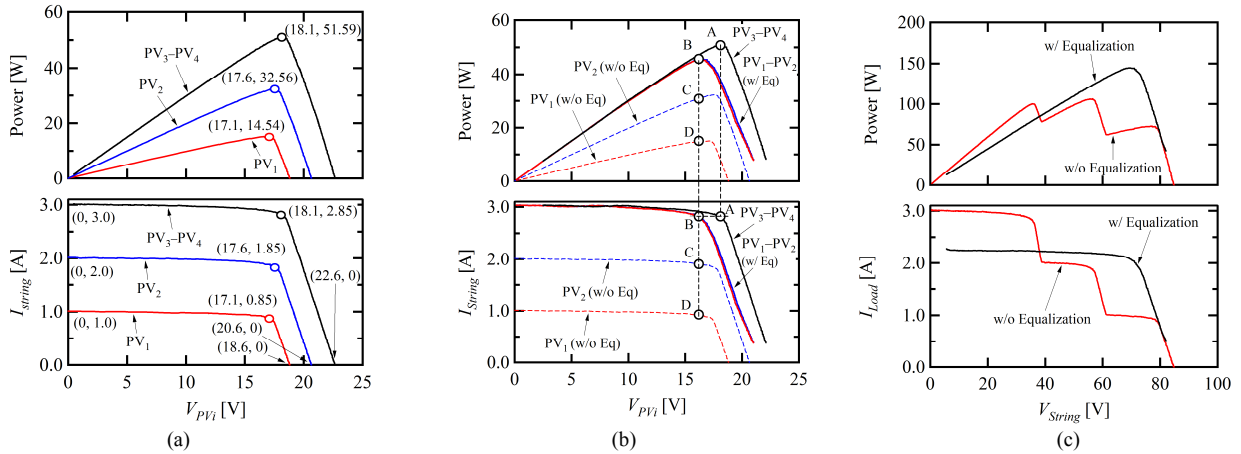 Power [W]
60
40
20
0
(18.1, 51.59)
PV3–PV4
(17.6, 32.56)
PV2
(17.1, 14.54)
PV1
Istring [A]
3.0
2.0
1.0
0.0
(0, 3.0)
PV3–PV4
(18.1, 2.85)
(17.6, 1.85)
(0, 2.0)
PV2
(22.6, 0)
(17.1, 0.85)
(0, 1.0)
PV1
(20.6, 0)
(18.6, 0)
0 5 10 15 20 25
VPVi [V]
(a)
Power [W]
60
40
20
0
A
B
PV3–PV4
PV2 (w/o Eq)
PV1–PV2
(w/ Eq)
C
PV1 (w/o Eq)
D
IString [A]
3.0
2.0
1.0
0.0
A
B
PV3–PV4
PV1–PV2
(w/ Eq)
C
PV2 (w/o Eq)
D
PV1 (w/o Eq)
0 5 10 15 20 25
VPVi [V]
(b)
Power [W]
200
150
100
50
0
w/ Equalization
w/o Equalization
ILoad [A]
3.0
2.0
1.0
0.0
w/ Equalization
w/o Equalization
0 20 40 60 80 100
VString [V]
(c)